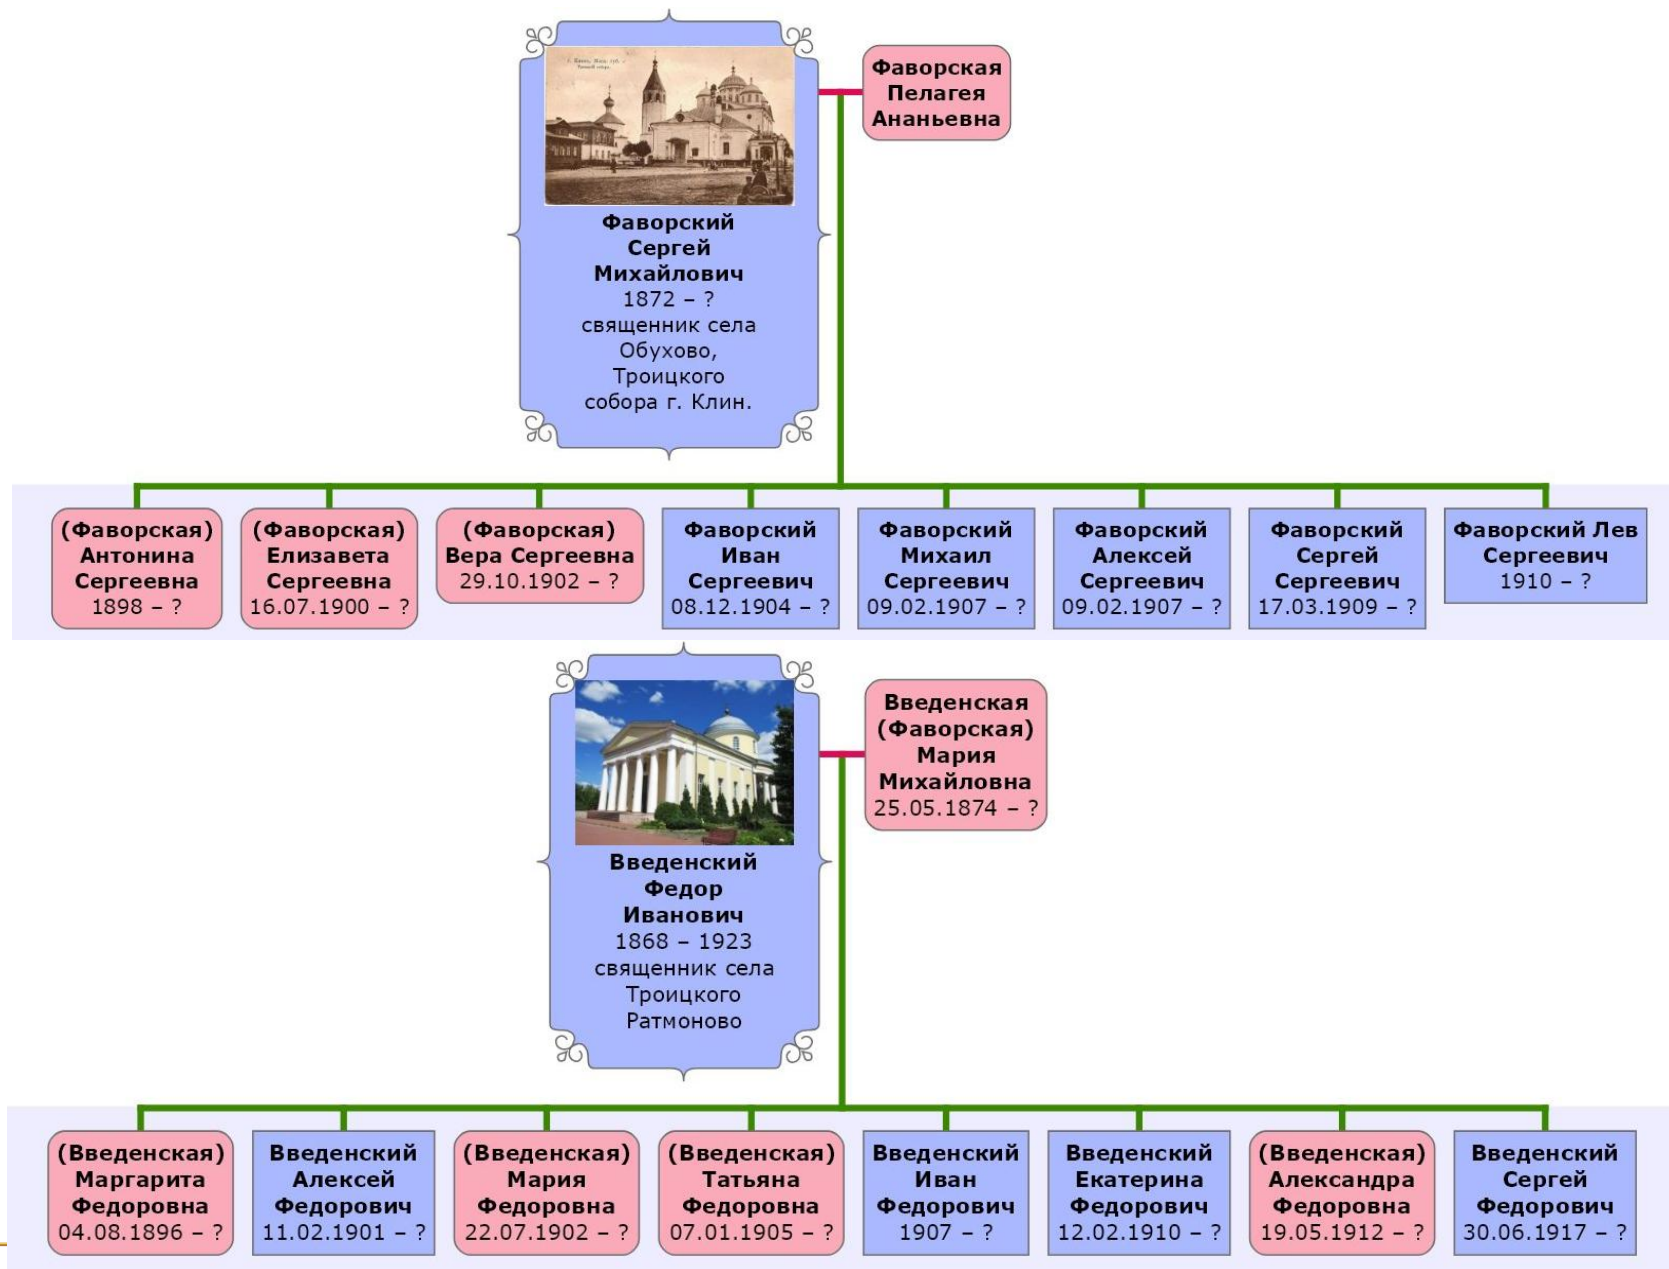 Фаворский
Сергей
Михайлович
1872 – ?
священник села
Обухово,
Троицкого
собора г. Клин.
Фаворская
Пелагея
Ананьевна
(Фаворская)
Антонина
Сергеевна
1898 – ?
(Фаворская)
Елизавета
Сергеевна
16.07.1900 – ?
(Фаворская)
Вера Сергеевна
29.10.1902 – ?
Фаворский
Иван
Сергеевич
08.12.1904 – ?
Фаворский
Михаил
Сергеевич
09.02.1907 – ?
Фаворский
Алексей
Сергеевич
09.02.1907 – ?
Фаворский
Сергей
Сергеевич
17.03.1909 – ?
Фаворский Лев
Сергеевич
1910 – ?
Введенский
Федор
Иванович
1868 – 1923
священник села
Троицкого
Ратмоново
Введенская
(Фаворская)
Мария
Михайловна
25.05.1874 – ?
(Введенская)
Маргарита
Федоровна
04.08.1896 – ?
Введенский
Алексей
Федорович
11.02.1901 – ?
(Введенская)
Мария
Федоровна
22.07.1902 – ?
(Введенская)
Татьяна
Федоровна
07.01.1905 – ?
Введенский
Иван
Федорович
1907 – ?
Введенский
Екатерина
Федорович
12.02.1910 – ?
(Введенская)
Александра
Федоровна
19.05.1912 – ?
Введенский
Сергей
Федорович
30.06.1917 – ?